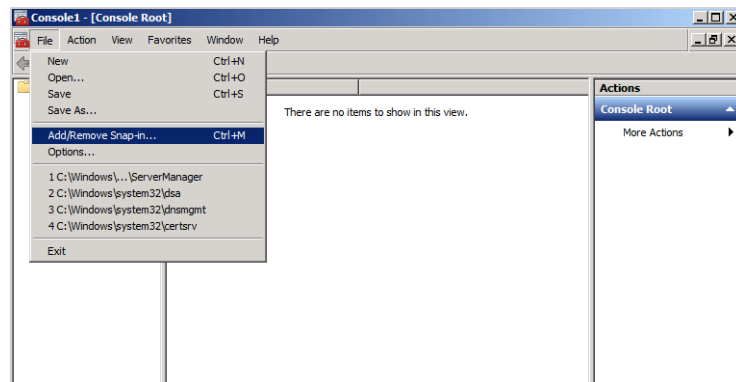 Console1 - [Console Root]
File Action View Favorites Window Help
New Ctrl+N
Open... Ctrl+O
Save Ctrl+S
Save As...
Add/Remove Snap-in... Ctrl+M
Options...
1 C:\Windows\...\ServerManager
2 C:\Windows\system32\dsa
3 C:\Windows\system32\dnsmgmt
4 C:\Windows\system32\certsrv
Exit
There are no items to show in this view.
Actions
Console Root
More Actions